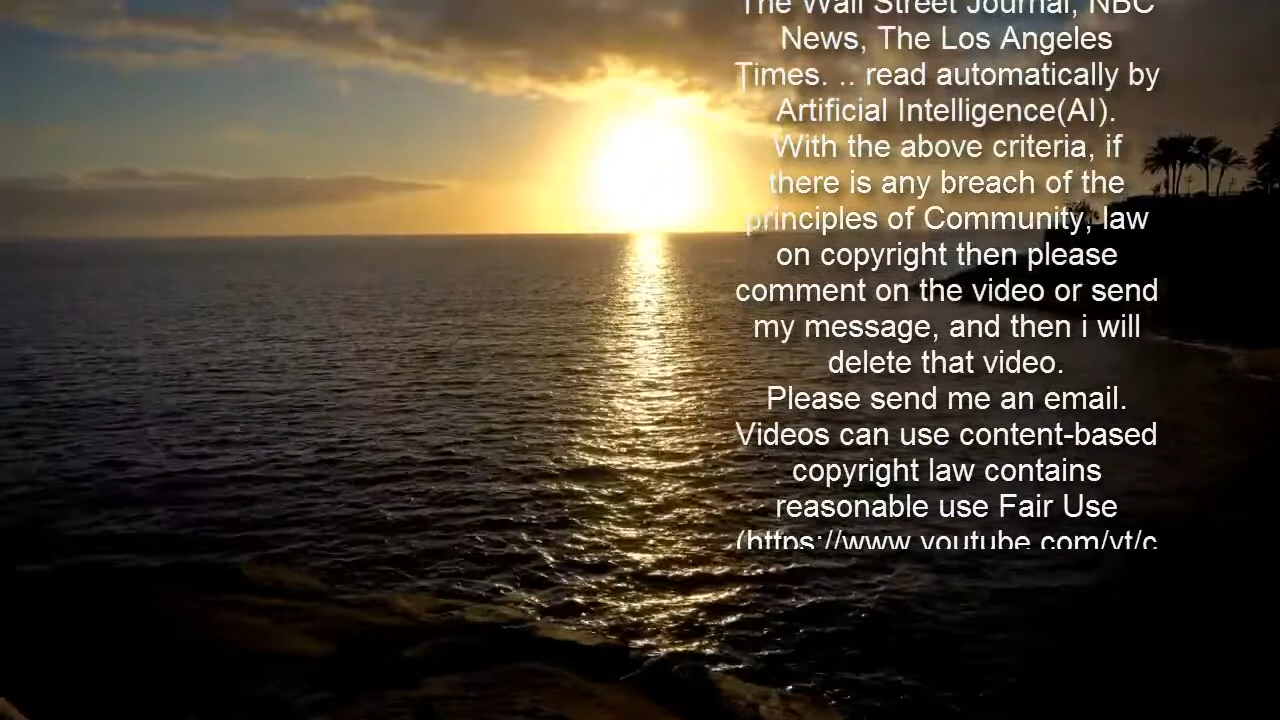 The Wall Street Journal, NBC
News, The Los Angeles
Times. .. read automatically by
Artificial Intelligence(AI).
With the above criteria, if
there is any breach of the
principles of Community, law
on copyright then please
comment on the video or send
my message, and then i will
delete that video.
Please send me an email.
Videos can use content-based
copyright law contains
reasonable use Fair Use
(https://www.youtube.com/yt/c